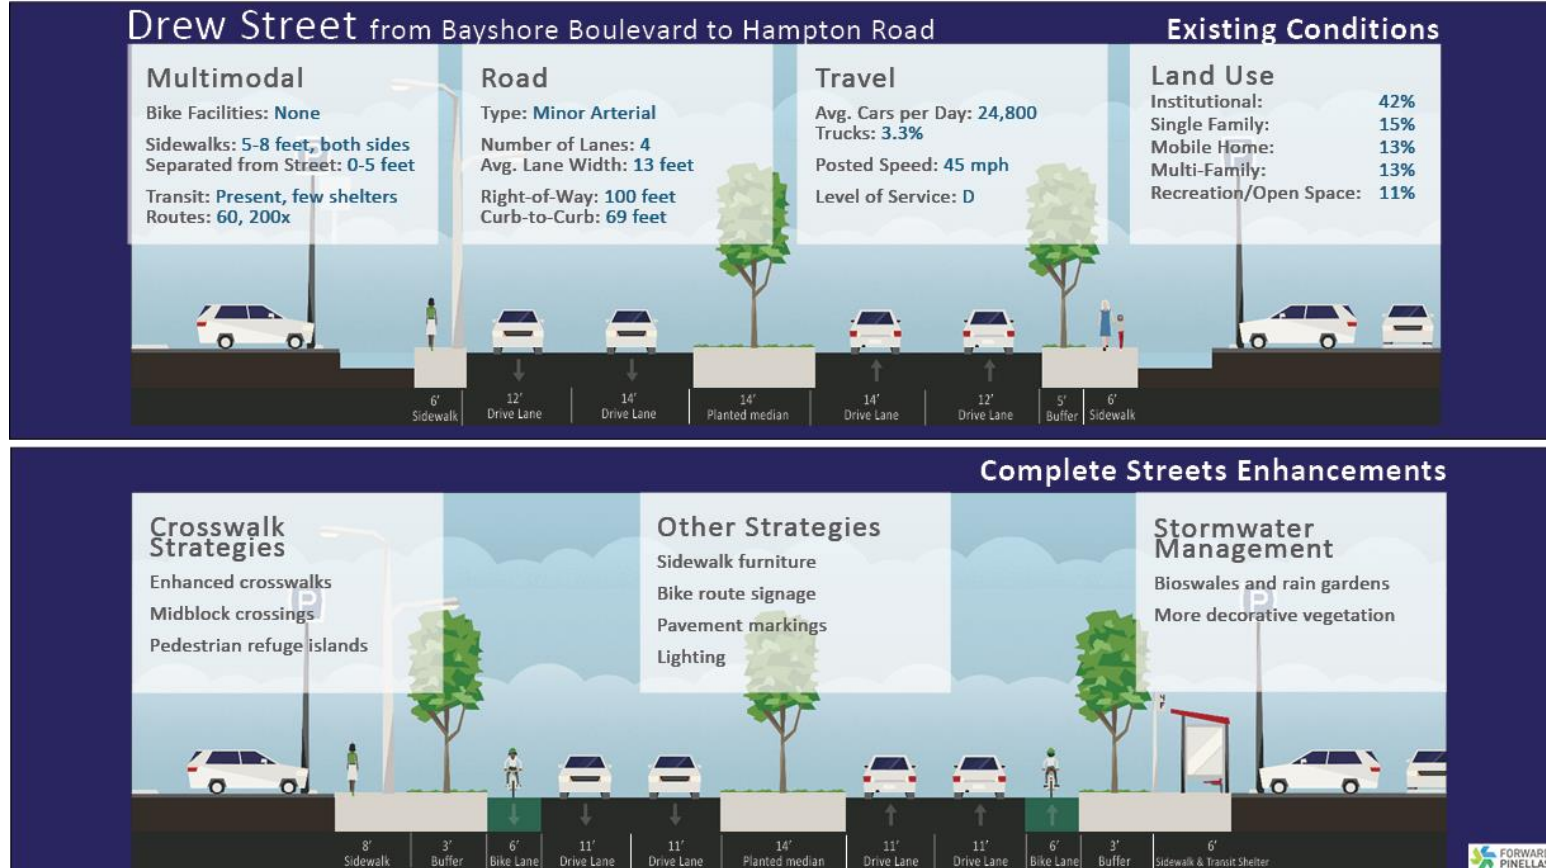 Drew Street from Bayshore Boulevard to Hampton Road
Existing Conditions
Multimodal
Bike Facilities: None
Sidewalks: 5-8 feet, both sides
Separated from Street: 0-5 feet
Transit: Present, few shelters
Routes: 60, 200x
Road
Type: Minor Arterial
Number of Lanes: 4
Avg. Lane Width: 13 feet
Right-of-Way: 100 feet
Curb-to-Curb: 69 feet
Travel
Avg. Cars per Day: 24,800
Trucks: 3.3%
Posted Speed: 45 mph
Level of Service: D
Land Use
Institutional: 42%
Single Family: 15%
Mobile Home: 13%
Multi-Family: 13%
Recreation/Open Space: 11%
P
P
6' 12' 14' 14' 14' 12' 5' 6'
Sidewalk Drive Lane Drive Lane Planted median Drive Lane Drive Lane Buffer Sidewalk
Complete Streets Enhancements
Crosswalk
Strategies
Enhanced crosswalks
Midblock crossings
Pedestrian refuge islands
Other Strategies
Sidewalk furniture
Bike route signage
Pavement markings
Lighting
Stormwater
Management
Bioswales and rain gardens
More decorative vegetation
P
P
8' 3' 6' 11' 11' 14' 11' 11' 6' 3' 6'
Sidewalk Buffer Bike Lane Drive Lane Drive Lane Planted median Drive Lane Drive Lane Bike Lane Buffer Sidewalk & Transit Shelter
FORWARD
PINELLAS